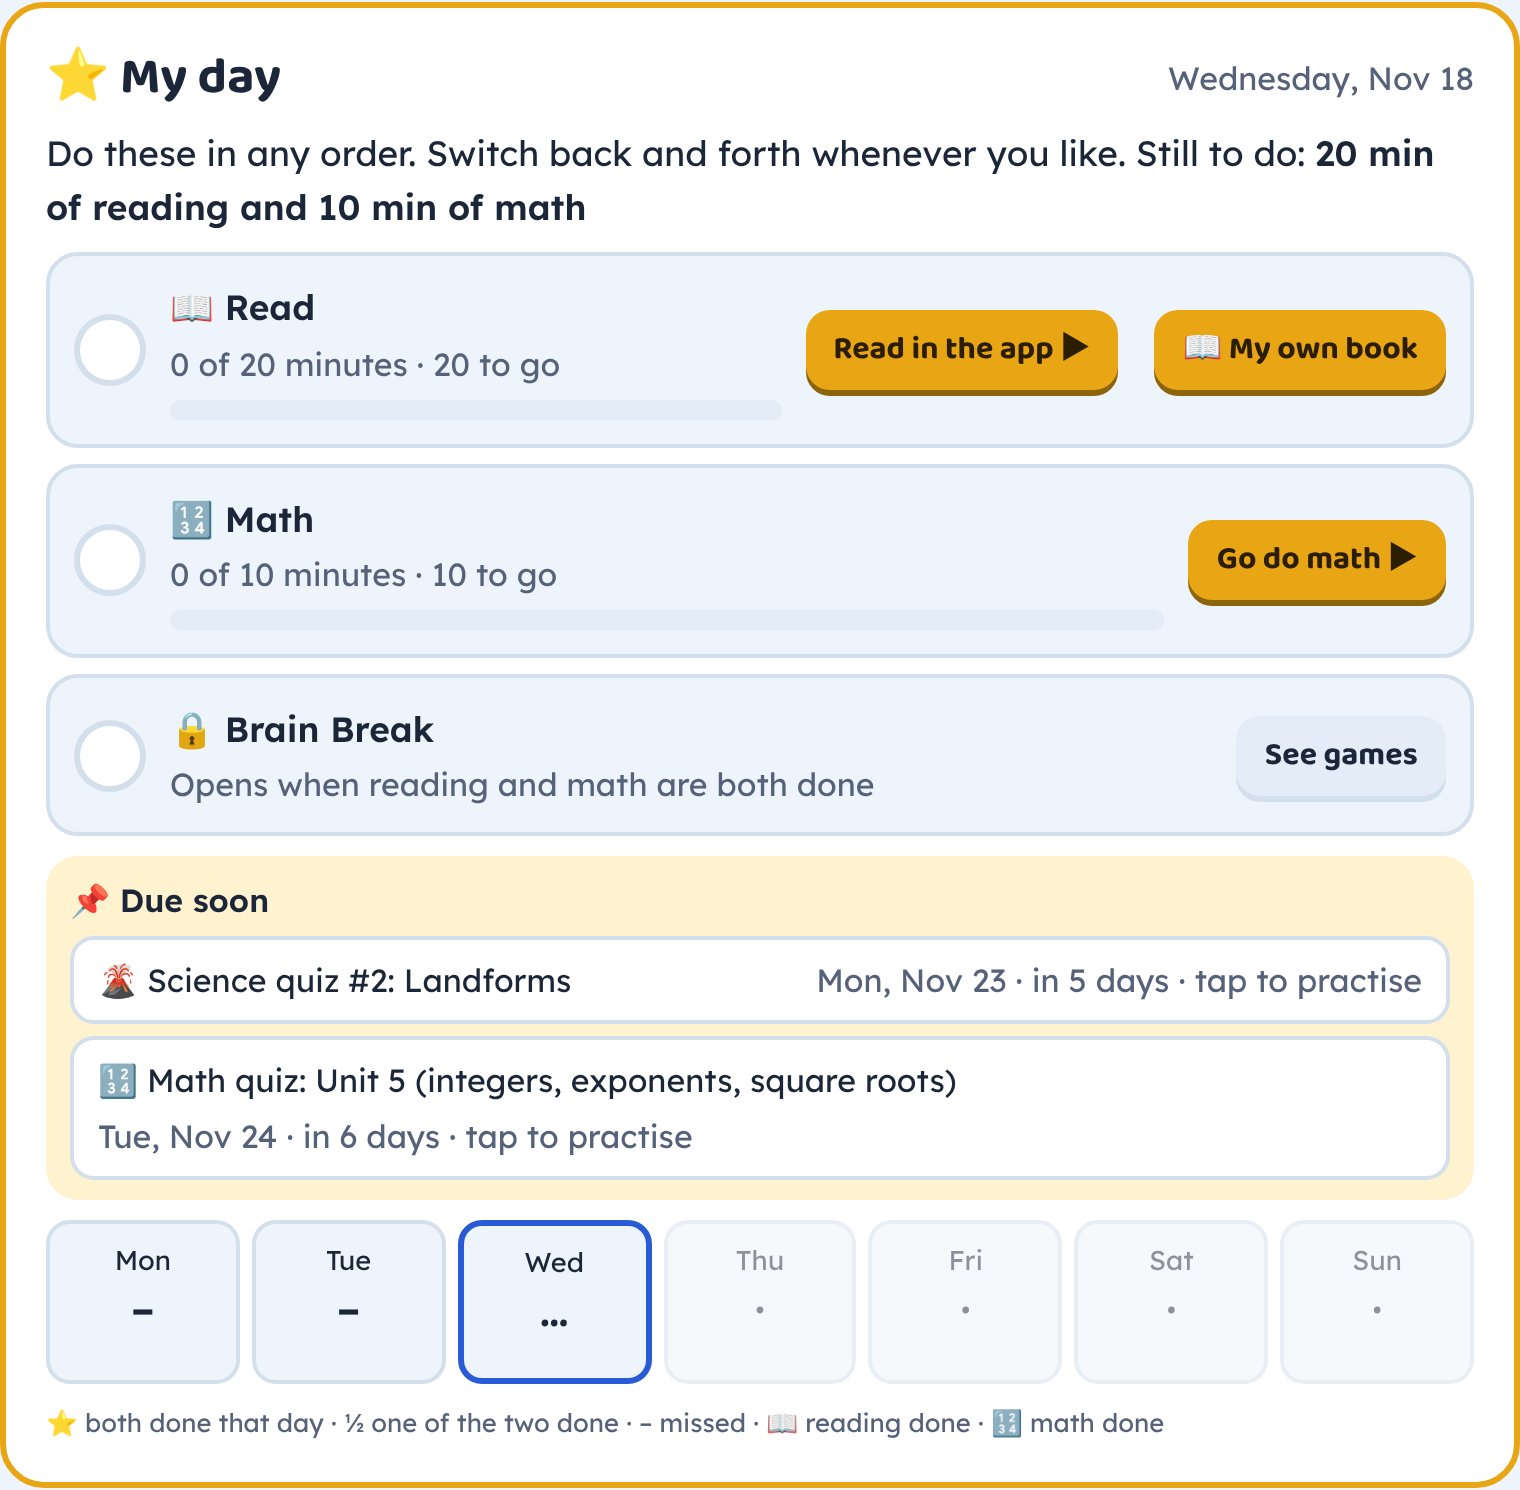 ⭐ My day
Wednesday, Nov 18
Do these in any order. Switch back and forth whenever you like. Still to do: 20 min
of reading and 10 min of math
📖 Read
0 of 20 minutes · 20 to go
Read in the app ▶
📖 My own book
🔢 Math
0 of 10 minutes · 10 to go
Go do math ▶
🔒 Brain Break
Opens when reading and math are both done
See games
📌 Due soon
🌋 Science quiz #2: Landforms
Mon, Nov 23 · in 5 days · tap to practise
🔢 Math quiz: Unit 5 (integers, exponents, square roots)
Tue, Nov 24 · in 6 days · tap to practise
Mon
–
Tue
–
Wed
…
Thu
·
Fri
·
Sat
·
Sun
·
⭐ both done that day · ½ one of the two done · – missed · 📖 reading done · 🔢 math done